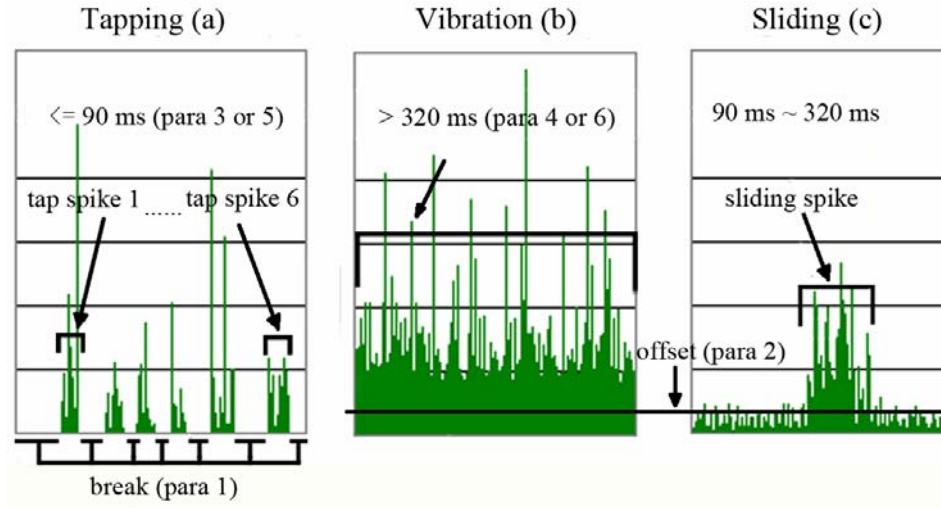 Tapping (a)
Vibration (b)
Sliding (c)
<= 90 ms (para 3 or 5)
> 320 ms (para 4 or 6)
90 ms ~ 320 ms
tap spike 1 ...... tap spike 6
sliding spike
offset (para 2)
break (para 1)